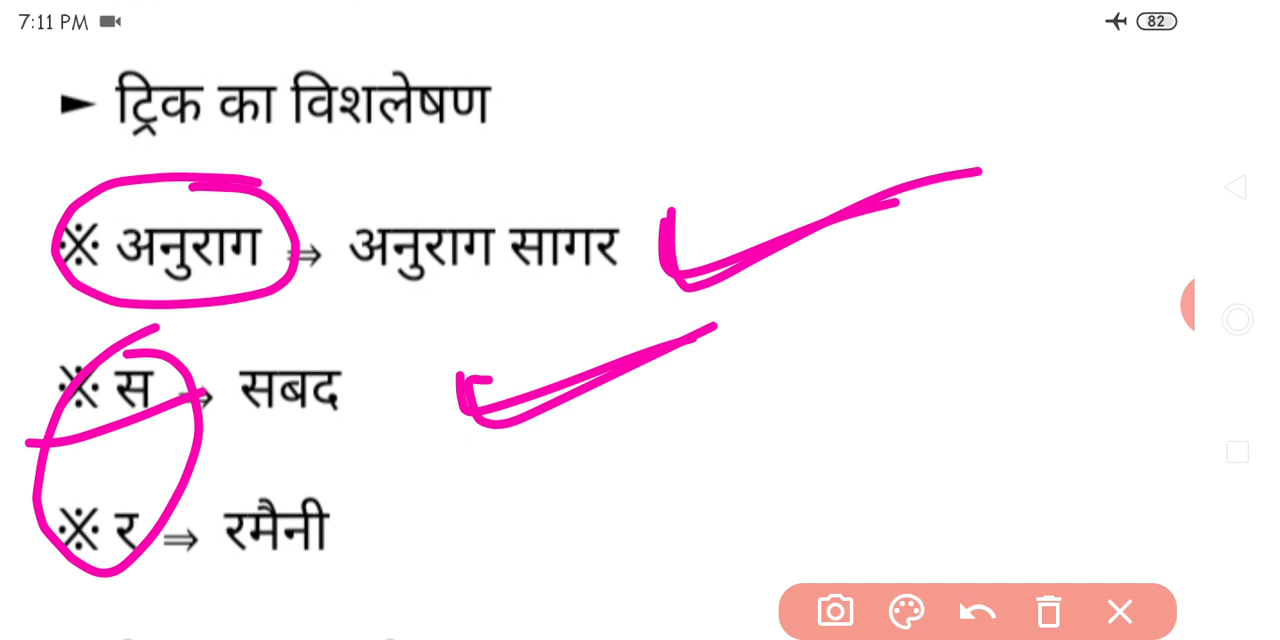 7:11 PM 82
► ट्रिक का विशलेषण
※ अनुराग ⇒ अनुराग सागर
※ स ⇒ सबद
※ र ⇒ रमैनी